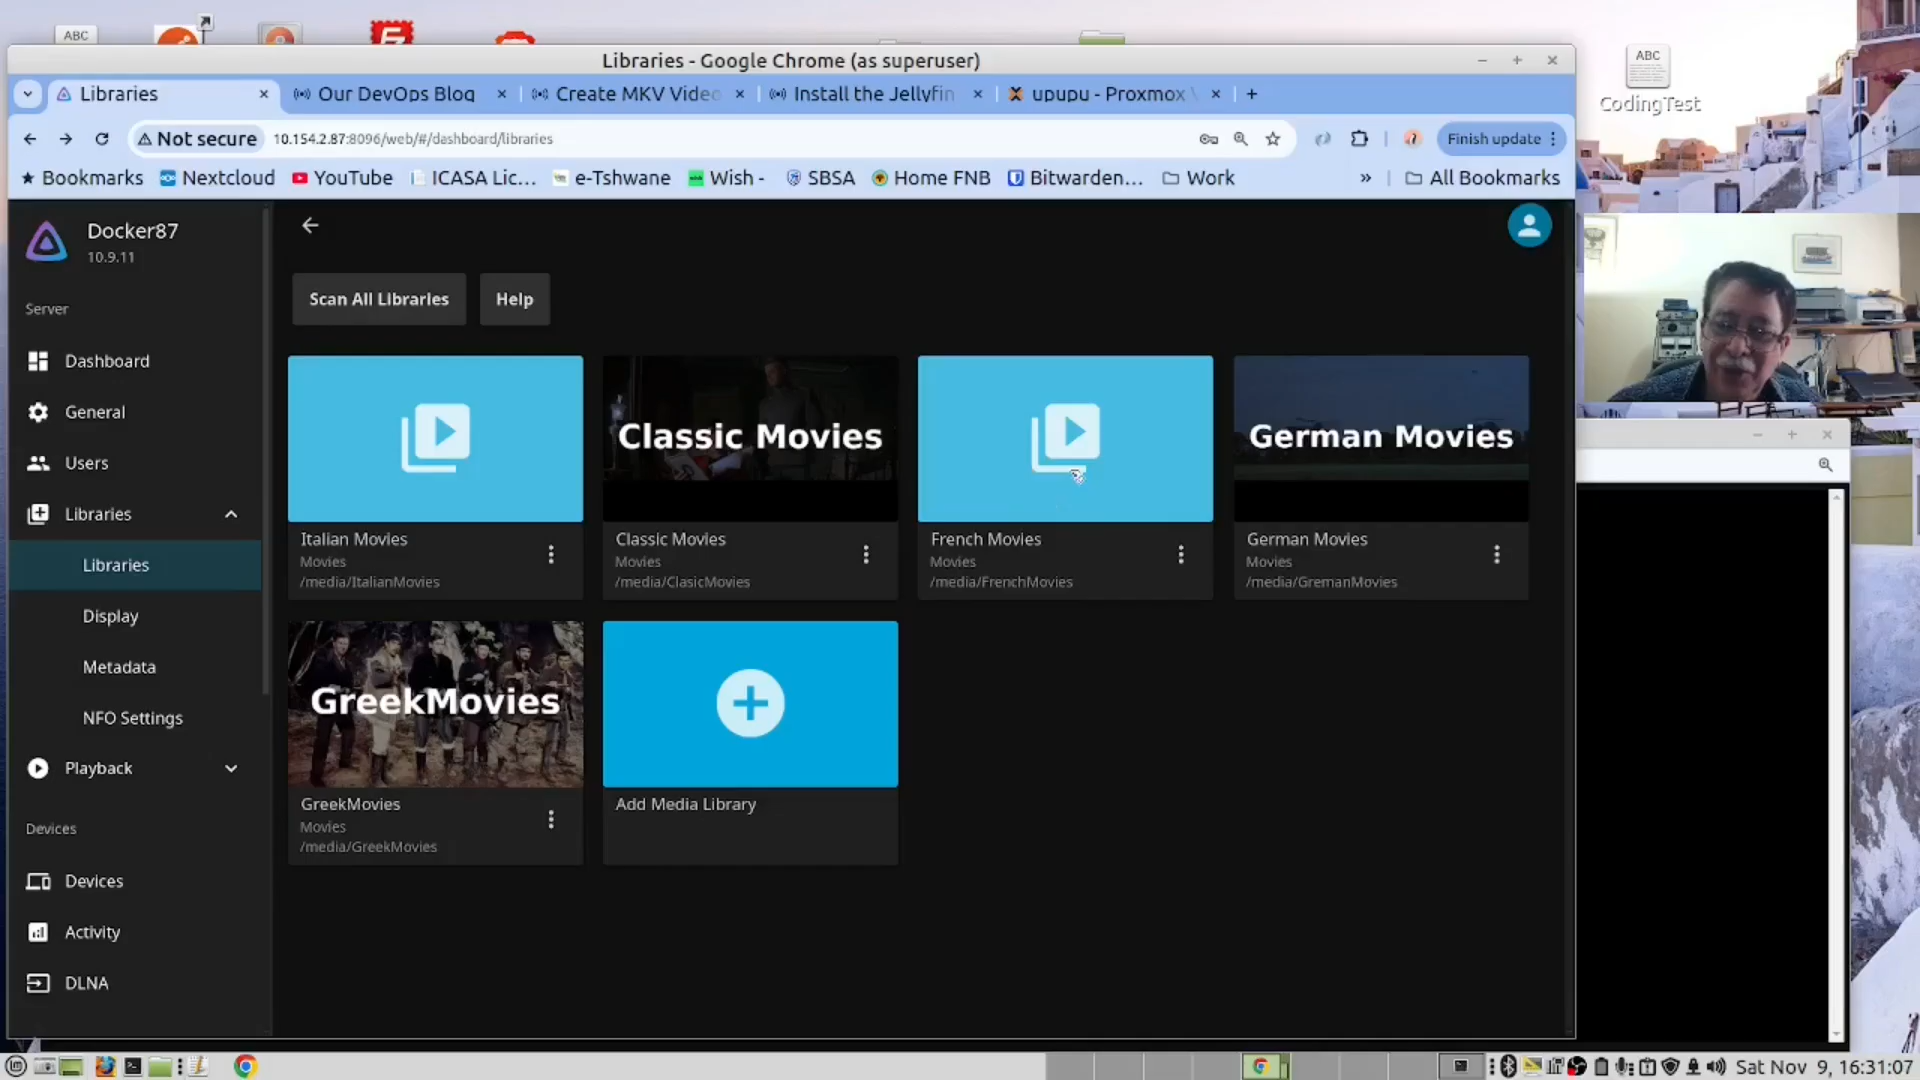 ABC
Libraries - Google Chrome (as superuser)
ABC
CodingTest
Libraries
Our DevOps Blog
Create MKV Video
Install the Jellyfin
upupu - Proxmox
Not secure
10.154.2.87:8096/web/#/dashboard/libraries
Finish update
Bookmarks
Nextcloud
YouTube
ICASA Lic...
e-Tshwane
Wish -
SBSA
Home FNB
Bitwarden...
Work
»
All Bookmarks
Docker87
10.9.11
Server
Dashboard
General
Users
Libraries
Libraries
Display
Metadata
NFO Settings
Playback
Devices
Devices
Activity
DLNA
Scan All Libraries
Help
Italian Movies
Movies
/media/ItalianMovies
Classic Movies
Classic Movies
Movies
/media/ClasicMovies
French Movies
Movies
/media/FrenchMovies
German Movies
German Movies
Movies
/media/GremanMovies
GreekMovies
GreekMovies
Movies
/media/GreekMovies
Add Media Library
Sat Nov 9, 16:31:07